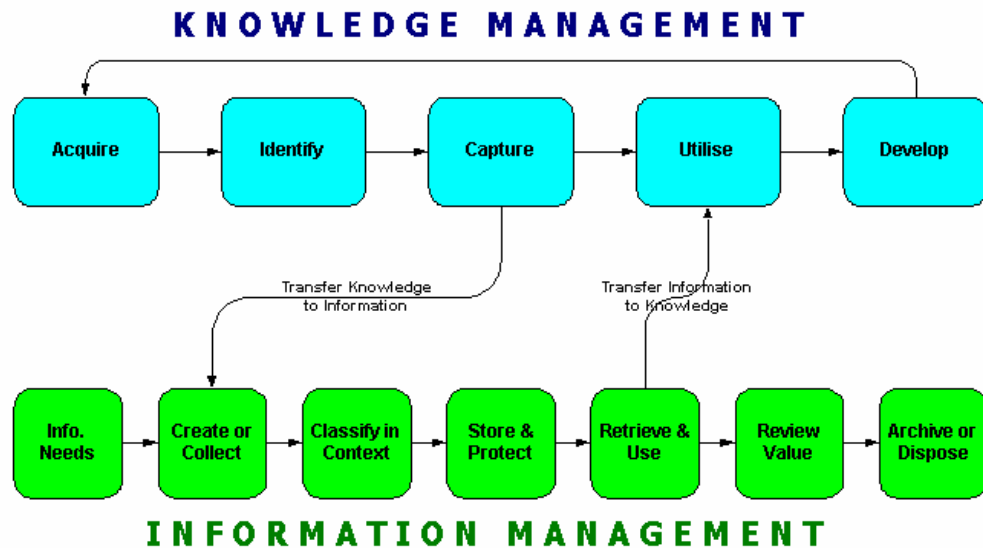 KNOWLEDGE MANAGEMENT
Acquire
Identify
Capture
Utilise
Develop
Transfer Knowledge
to Information
Transfer Information
to Knowledge
Info.
Needs
Create or
Collect
Classify in
Context
Store &
Protect
Retrieve &
Use
Review
Value
Archive or
Dispose
INFORMATION MANAGEMENT